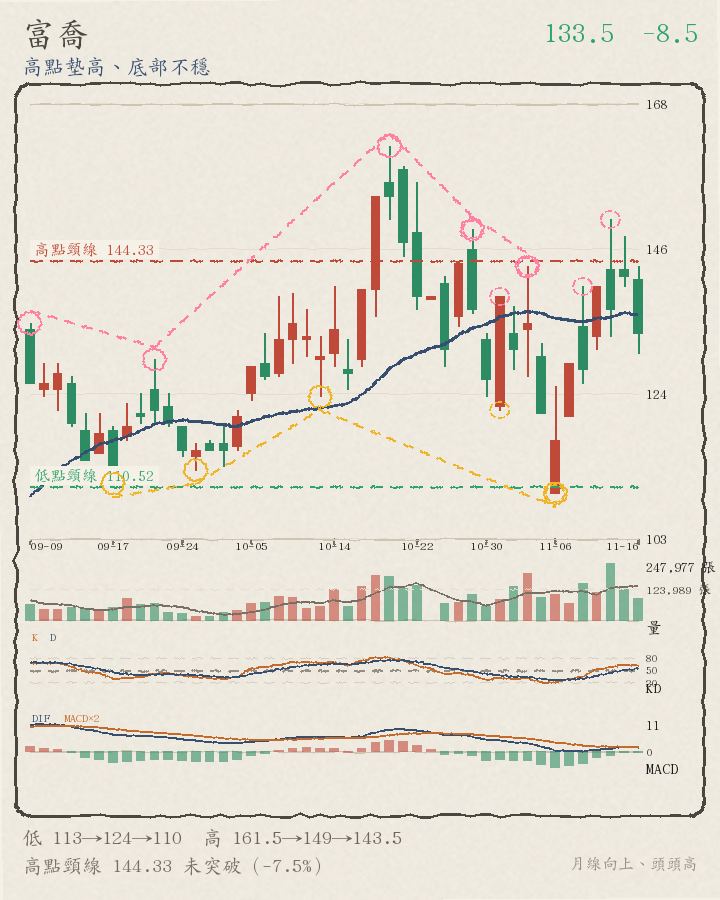 富喬
133.5 -8.5
高點墊高、底部不穩
168
高點頸線 144.33
146
124
低點頸線 110.52
103
09-09 09-17 09-24 10-05 10-14 10-22 10-30 11-06 11-16
247,977 張
123,989 張
量
K D
80
50
20
KD
DIF MACD×2
11
0
MACD
低 113→124→110 高 161.5→149→143.5
高點頸線 144.33 未突破 (-7.5%)
月線向上、頭頭高